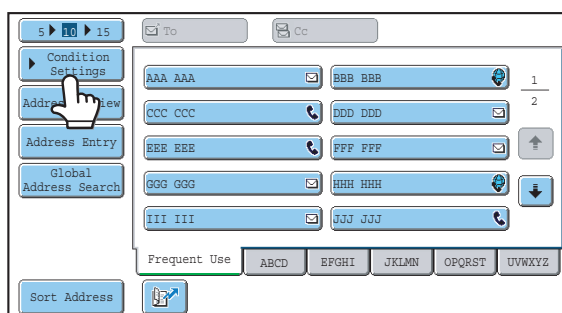 5 10 15
To
Cc
Condition
Settings
AAA AAA
BBB BBB
1
2
CCC CCC
DDD DDD
Address Entry
EEE EEE
FFF FFF
Global
Address Search
GGG GGG
HHH HHH
III III
JJJ JJJ
Frequent Use
ABCD
EFGHI
JKLMN
OPQRST
UVWXYZ
Sort Address